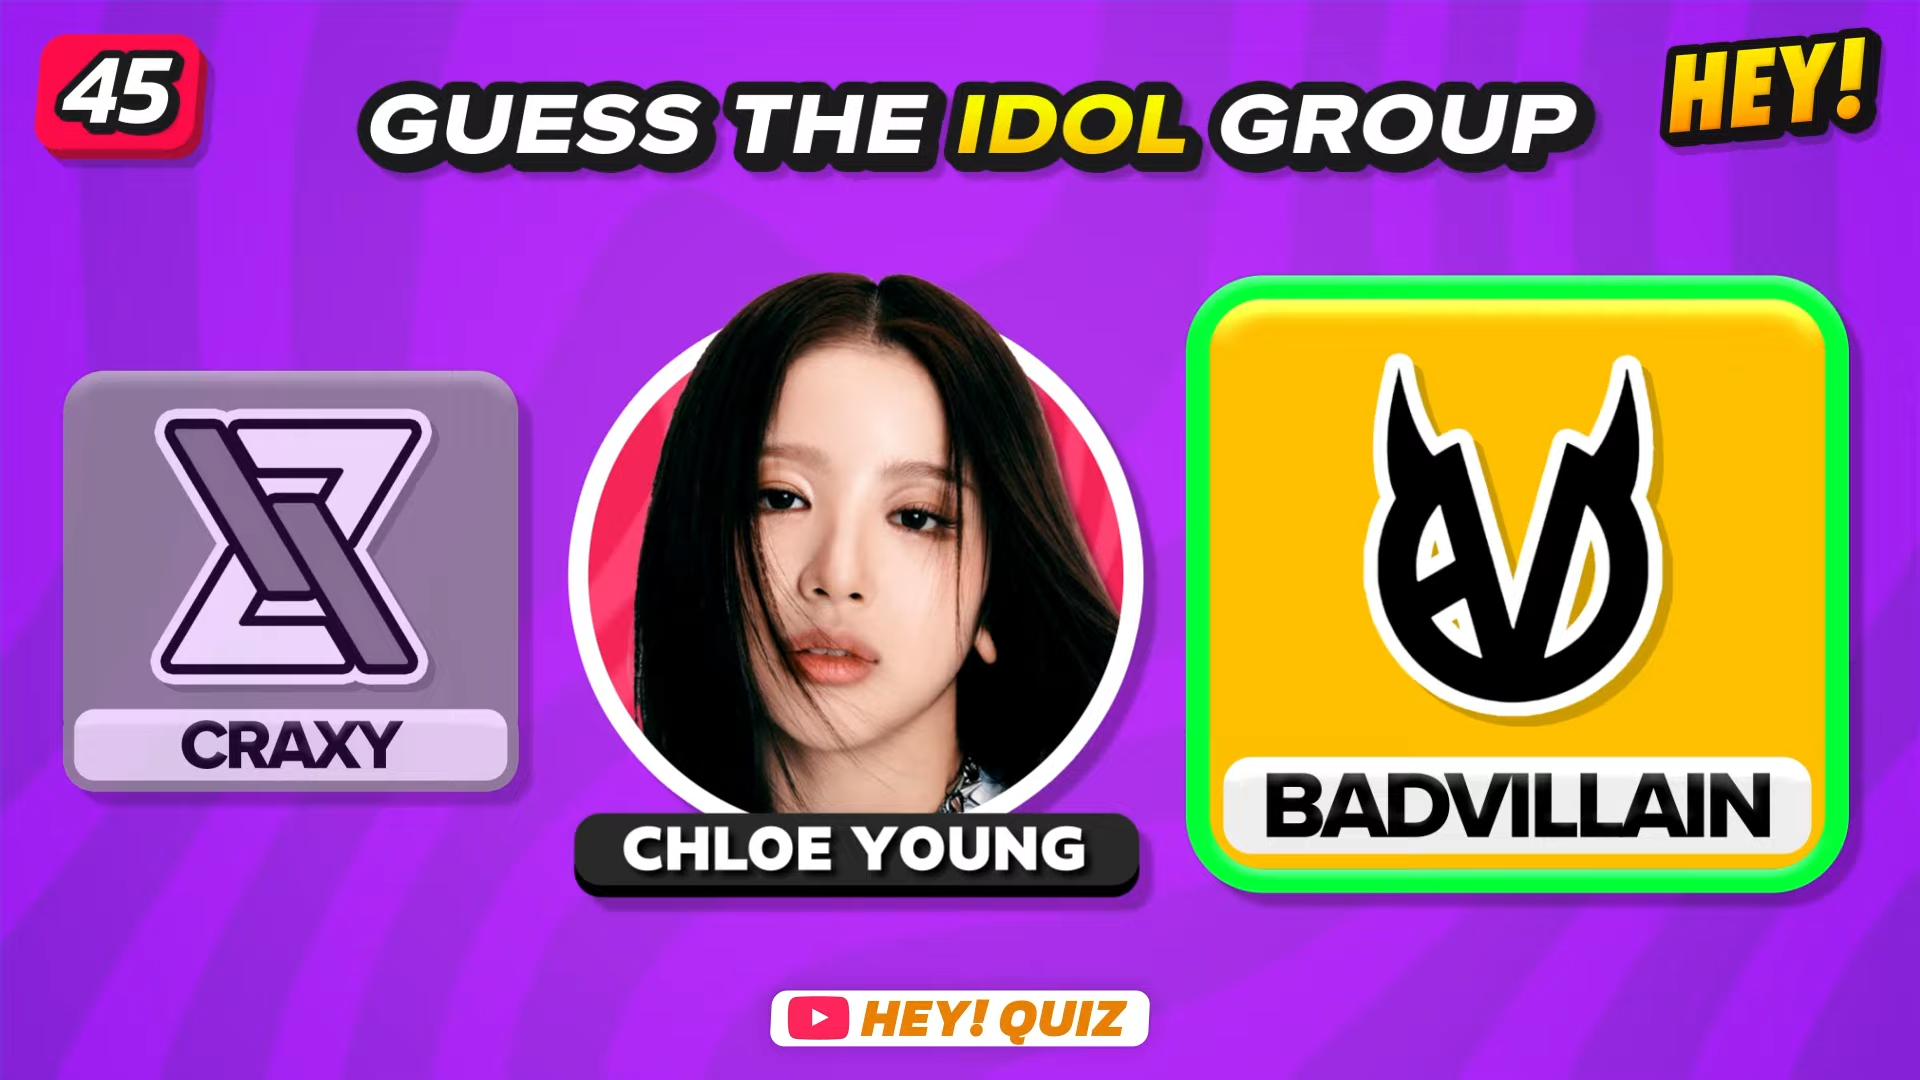 45
GUESS THE IDOL GROUP
HEY!
CRAXY
CHLOE YOUNG
BADVILLAIN
HEY! QUIZ